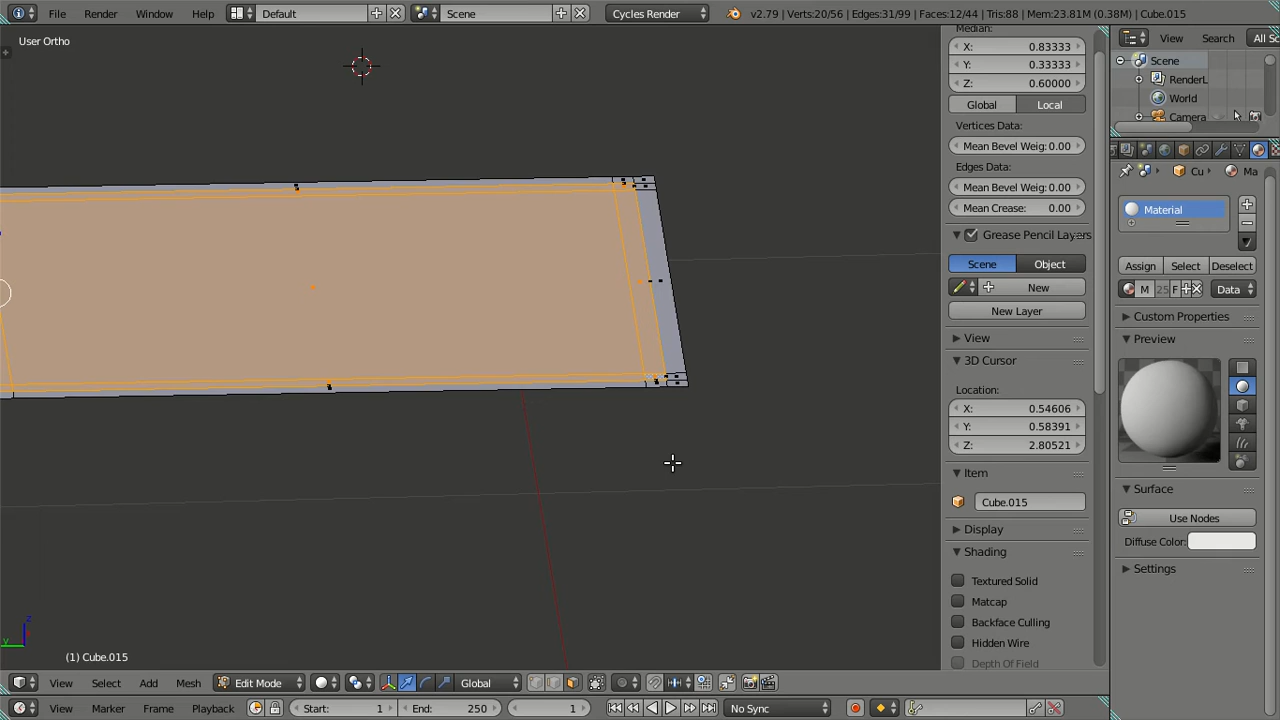 File Render Window Help Default Scene Cycles Render v2.79 | Verts:20/56 | Edges:31/99 | Faces:12/44 | Tris:88 | Mem:23.81M (0.38M) | Cube.015
User Ortho
Median:
X: 0.83333
Y: 0.33333
Z: 0.60000
Global Local
Vertices Data:
Mean Bevel Weig: 0.00
Edges Data:
Mean Bevel Weig: 0.00
Mean Crease: 0.00
Grease Pencil Layers
Scene Object
New
New Layer
View
3D Cursor
Location:
X: 0.54606
Y: 0.58391
Z: 2.80521
Item
Cube.015
Display
Shading
Textured Solid
Matcap
Backface Culling
Hidden Wire
Depth Of Field
View Search All Sc
Scene
RenderL
World
Camera
Cu Ma
Material
Assign Select Deselect
M 25 F Data
Custom Properties
Preview
Surface
Use Nodes
Diffuse Color:
Settings
z
y
(1) Cube.015
View Select Add Mesh Edit Mode Global
View Marker Frame Playback Start: 1 End: 250 1 No Sync